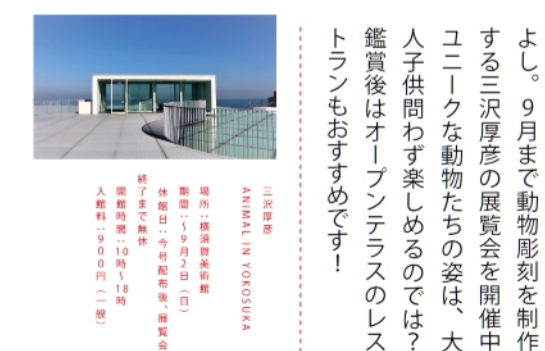 よし。9月まで動物彫刻を制作
する三沢厚彦の展覧会を開催中
ユニークな動物たちの姿は、大
人子供問わず楽しめるのでは?
鑑賞後はオープンテラスのレス
トランもおすすめです!
三沢厚彦
ANIMAL IN YOKOSUKA
場所:横須賀美術館
期間:~9月2日(日)
休館日:今号配布後、展覧会
終了まで無休
開館時間:10時~18時
入館料:900円(一般)